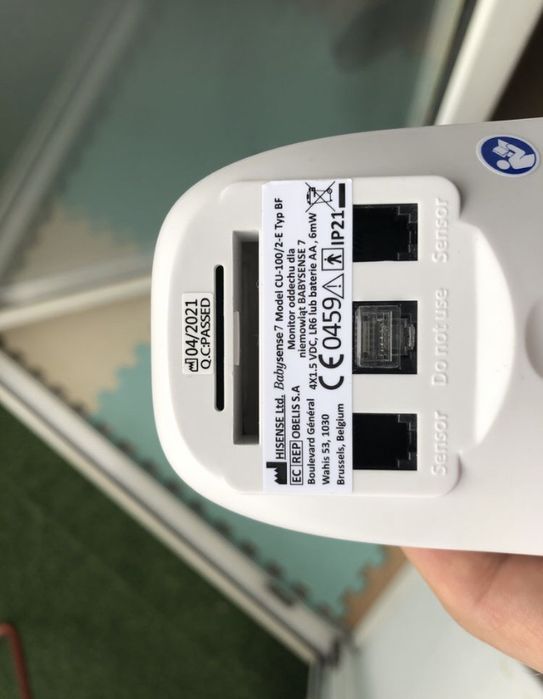 04/2021
Q.C:PASSED
HISENSE Ltd. Babysense 7 Model CU-100/2-E Typ BF
Monitor oddechu dla
niemowląt BABYSENSE 7
4X1.5 VDC, LR6 lub baterie AA, 6mW
EC REP OBELIS S.A
Boulevard Général
Wahis 53, 1030
Brussels, Belgium
CE 0459
IP21
Sensor
Do not use
Sensor